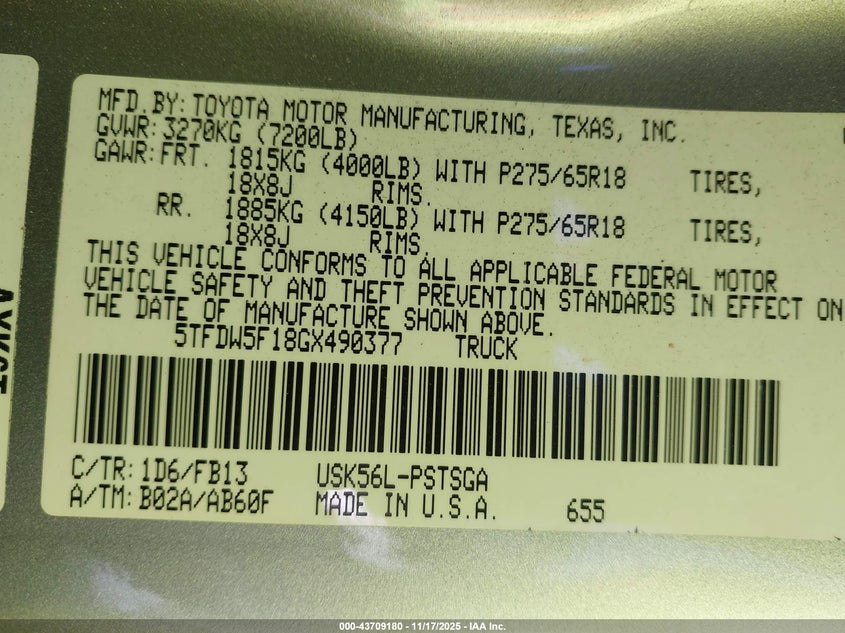 MFD. BY: TOYOTA MOTOR MANUFACTURING, TEXAS, INC.
GVWR: 3270KG (7200LB)
GAWR: FRT. 1815KG (4000LB) WITH P275/65R18 TIRES,
18X8J RIMS.
RR. 1885KG (4150LB) WITH P275/65R18 TIRES,
18X8J RIMS.
THIS VEHICLE CONFORMS TO ALL APPLICABLE FEDERAL MOTOR
VEHICLE SAFETY AND THEFT PREVENTION STANDARDS IN EFFECT ON
THE DATE OF MANUFACTURE SHOWN ABOVE.
5TFDW5F18GX490377 TRUCK
C/TR: 1D6/FB13 USK56L-PSTSGA
A/TM: B02A/AB60F MADE IN U.S.A. 655
000-43709180 - 11/17/2025 - IAA Inc.